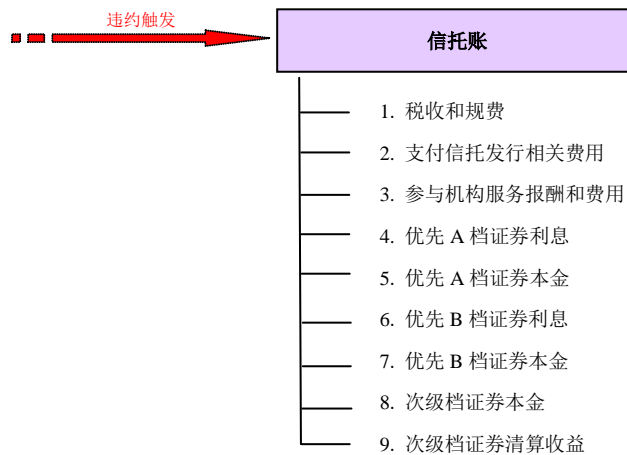 违约触发
信托账
1. 税收和规费
2. 支付信托发行相关费用
3. 参与机构服务报酬和费用
4. 优先 A 档证券利息
5. 优先 A 档证券本金
6. 优先 B 档证券利息
7. 优先 B 档证券本金
8. 次级档证券本金
9. 次级档证券清算收益